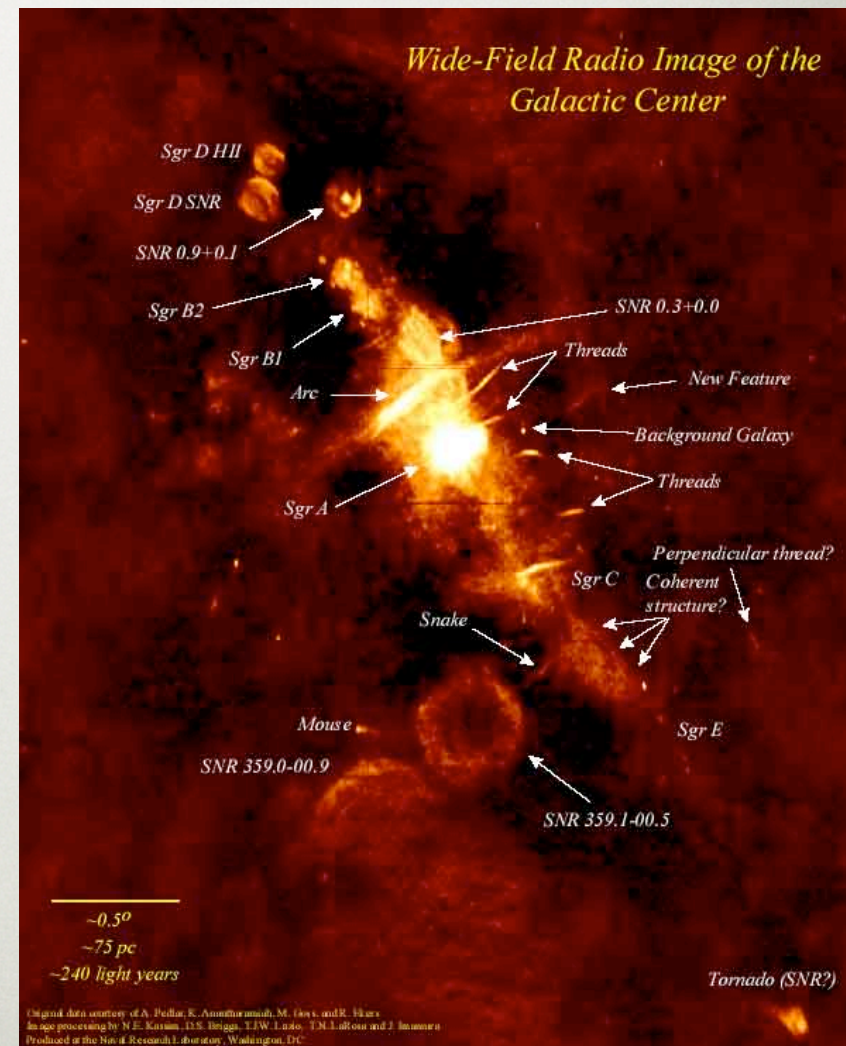 Wide-Field Radio Image of the
Galactic Center
Sgr D HII
Sgr D SNR
SNR 0.9+0.1
Sgr B2
SNR 0.3+0.0
Sgr B1
Threads
New Feature
Arc
Background Galaxy
Threads
Sgr A
Perpendicular thread?
Sgr C
Coherent
structure?
Snake
Mouse
Sgr E
SNR 359.0-00.9
SNR 359.1-00.5
~0.5º
~75 pc
~240 light years
Tornado (SNR?)
Original data courtesy of A. Pedlar, K. Anantharamiah, M. Goss, and R. Ekers
Image processing by N.E. Kassim, D.S. Briggs, T.J.W. Lazio, T.N. LaRosa and J. Imamura
Produced at the Naval Research Laboratory, Washington, DC